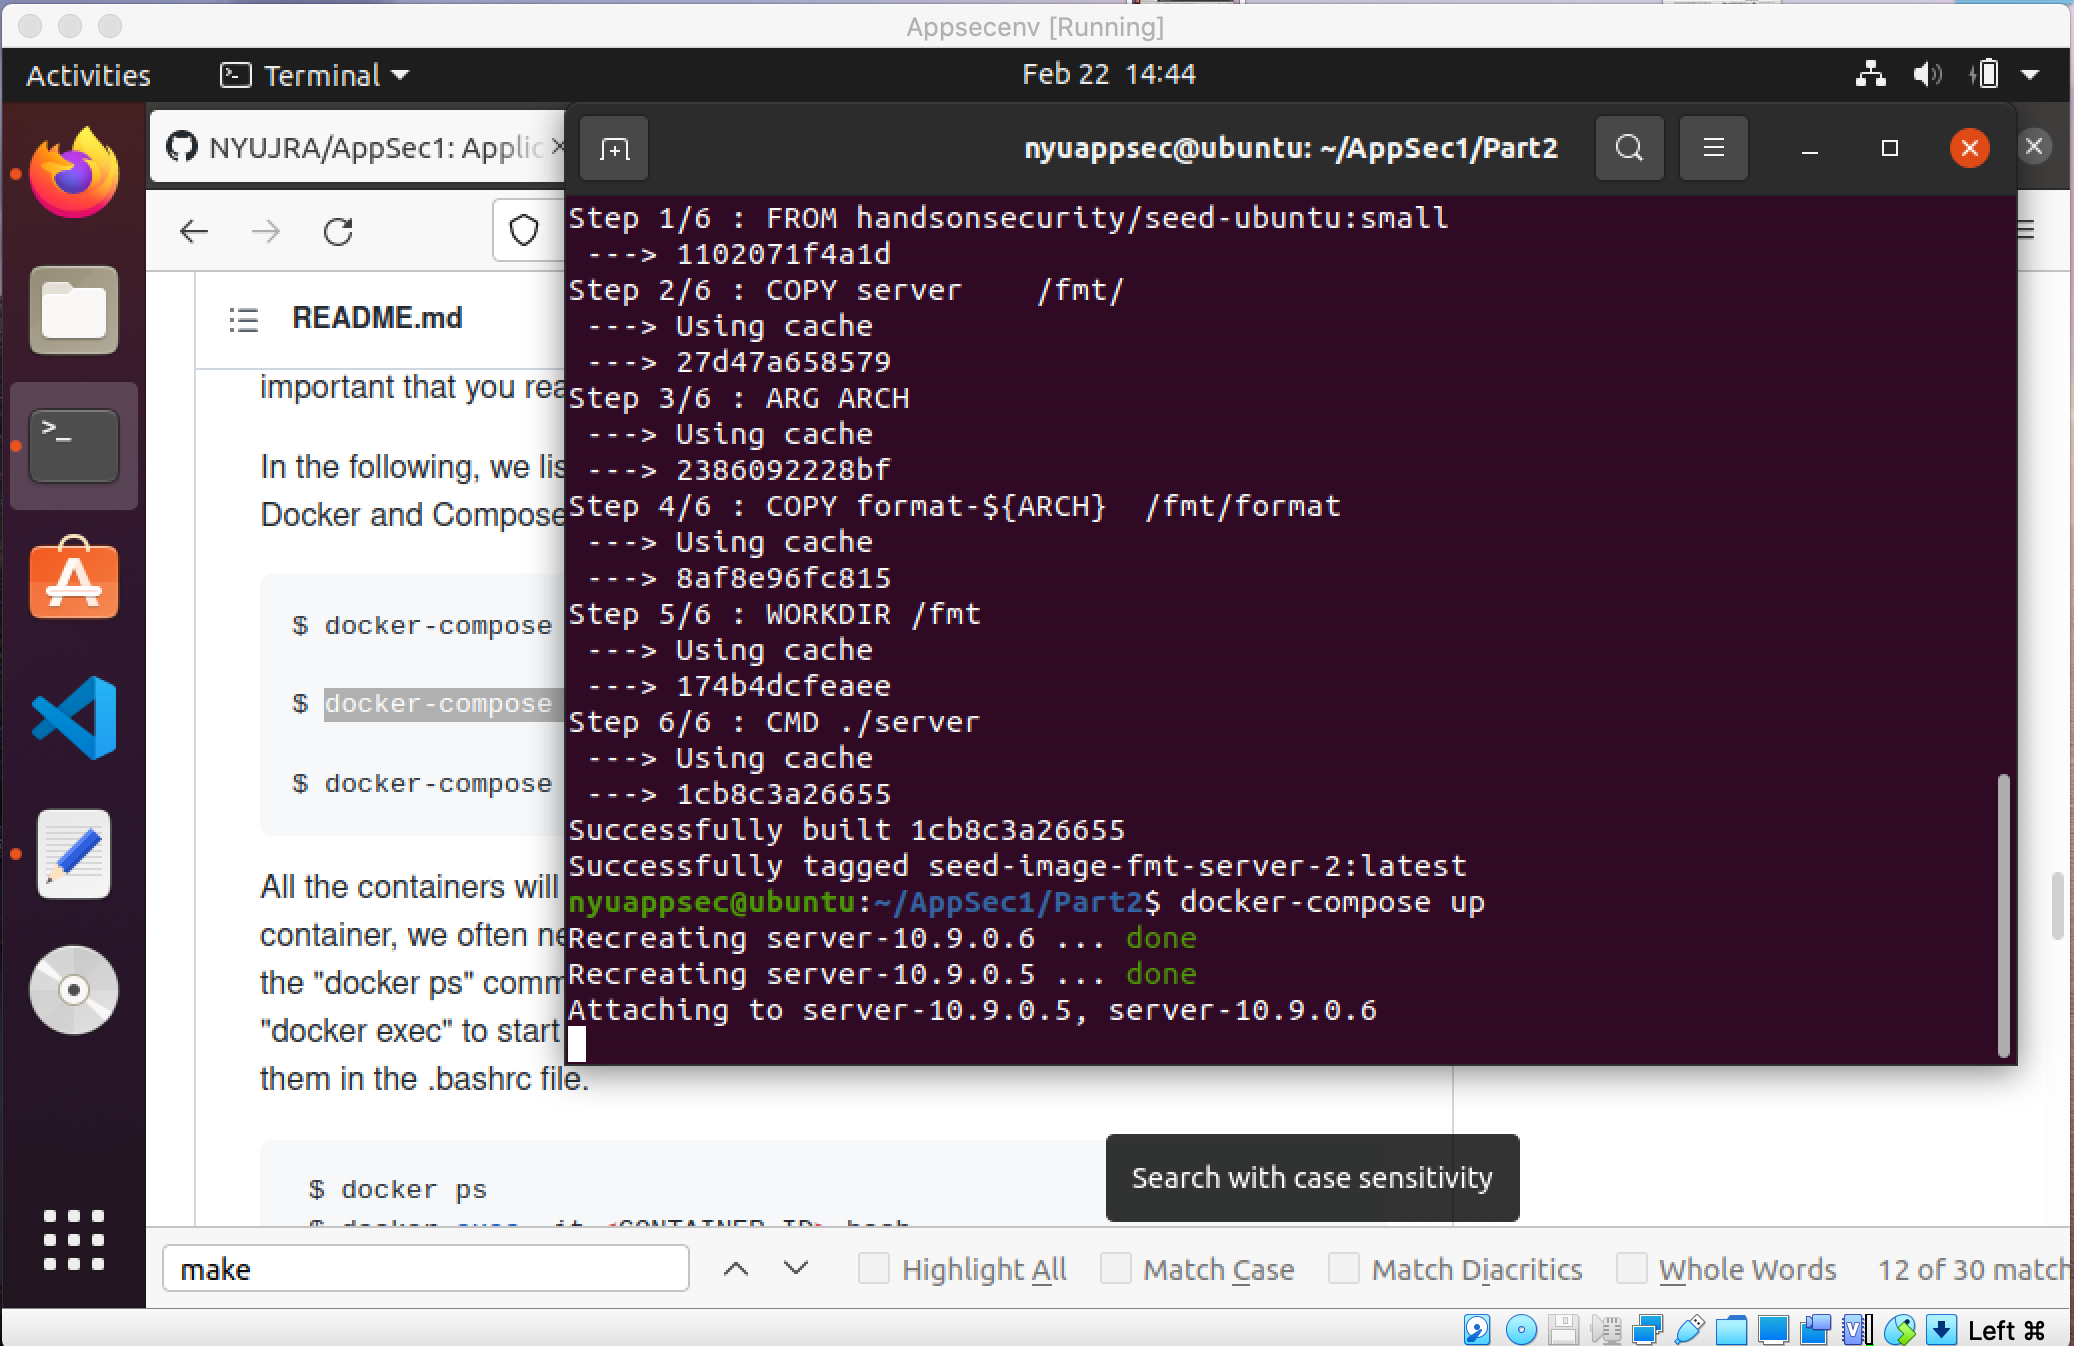 Appsecenv [Running]
Activities
Terminal
Feb 22 14:44
NYUJRA/AppSec1: Applic
nyuappsec@ubuntu: ~/AppSec1/Part2
README.md
important that you rea
In the following, we lis
Docker and Compose
$ docker-compose
$ docker-compose
$ docker-compose
All the containers will
container, we often ne
the "docker ps" comm
"docker exec" to start
them in the .bashrc file.
$ docker ps
$ docker exec -it <CONTAINER ID> bash
Step 1/6 : FROM handsonsecurity/seed-ubuntu:small
---> 1102071f4a1d
Step 2/6 : COPY server    /fmt/
---> Using cache
---> 27d47a658579
Step 3/6 : ARG ARCH
---> Using cache
---> 2386092228bf
Step 4/6 : COPY format-${ARCH}  /fmt/format
---> Using cache
---> 8af8e96fc815
Step 5/6 : WORKDIR /fmt
---> Using cache
---> 174b4dcfeaee
Step 6/6 : CMD ./server
---> Using cache
---> 1cb8c3a26655
Successfully built 1cb8c3a26655
Successfully tagged seed-image-fmt-server-2:latest
nyuappsec@ubuntu:~/AppSec1/Part2$ docker-compose up
Recreating server-10.9.0.6 ... done
Recreating server-10.9.0.5 ... done
Attaching to server-10.9.0.5, server-10.9.0.6
Search with case sensitivity
make
Highlight All
Match Case
Match Diacritics
Whole Words
12 of 30 match
Left ⌘